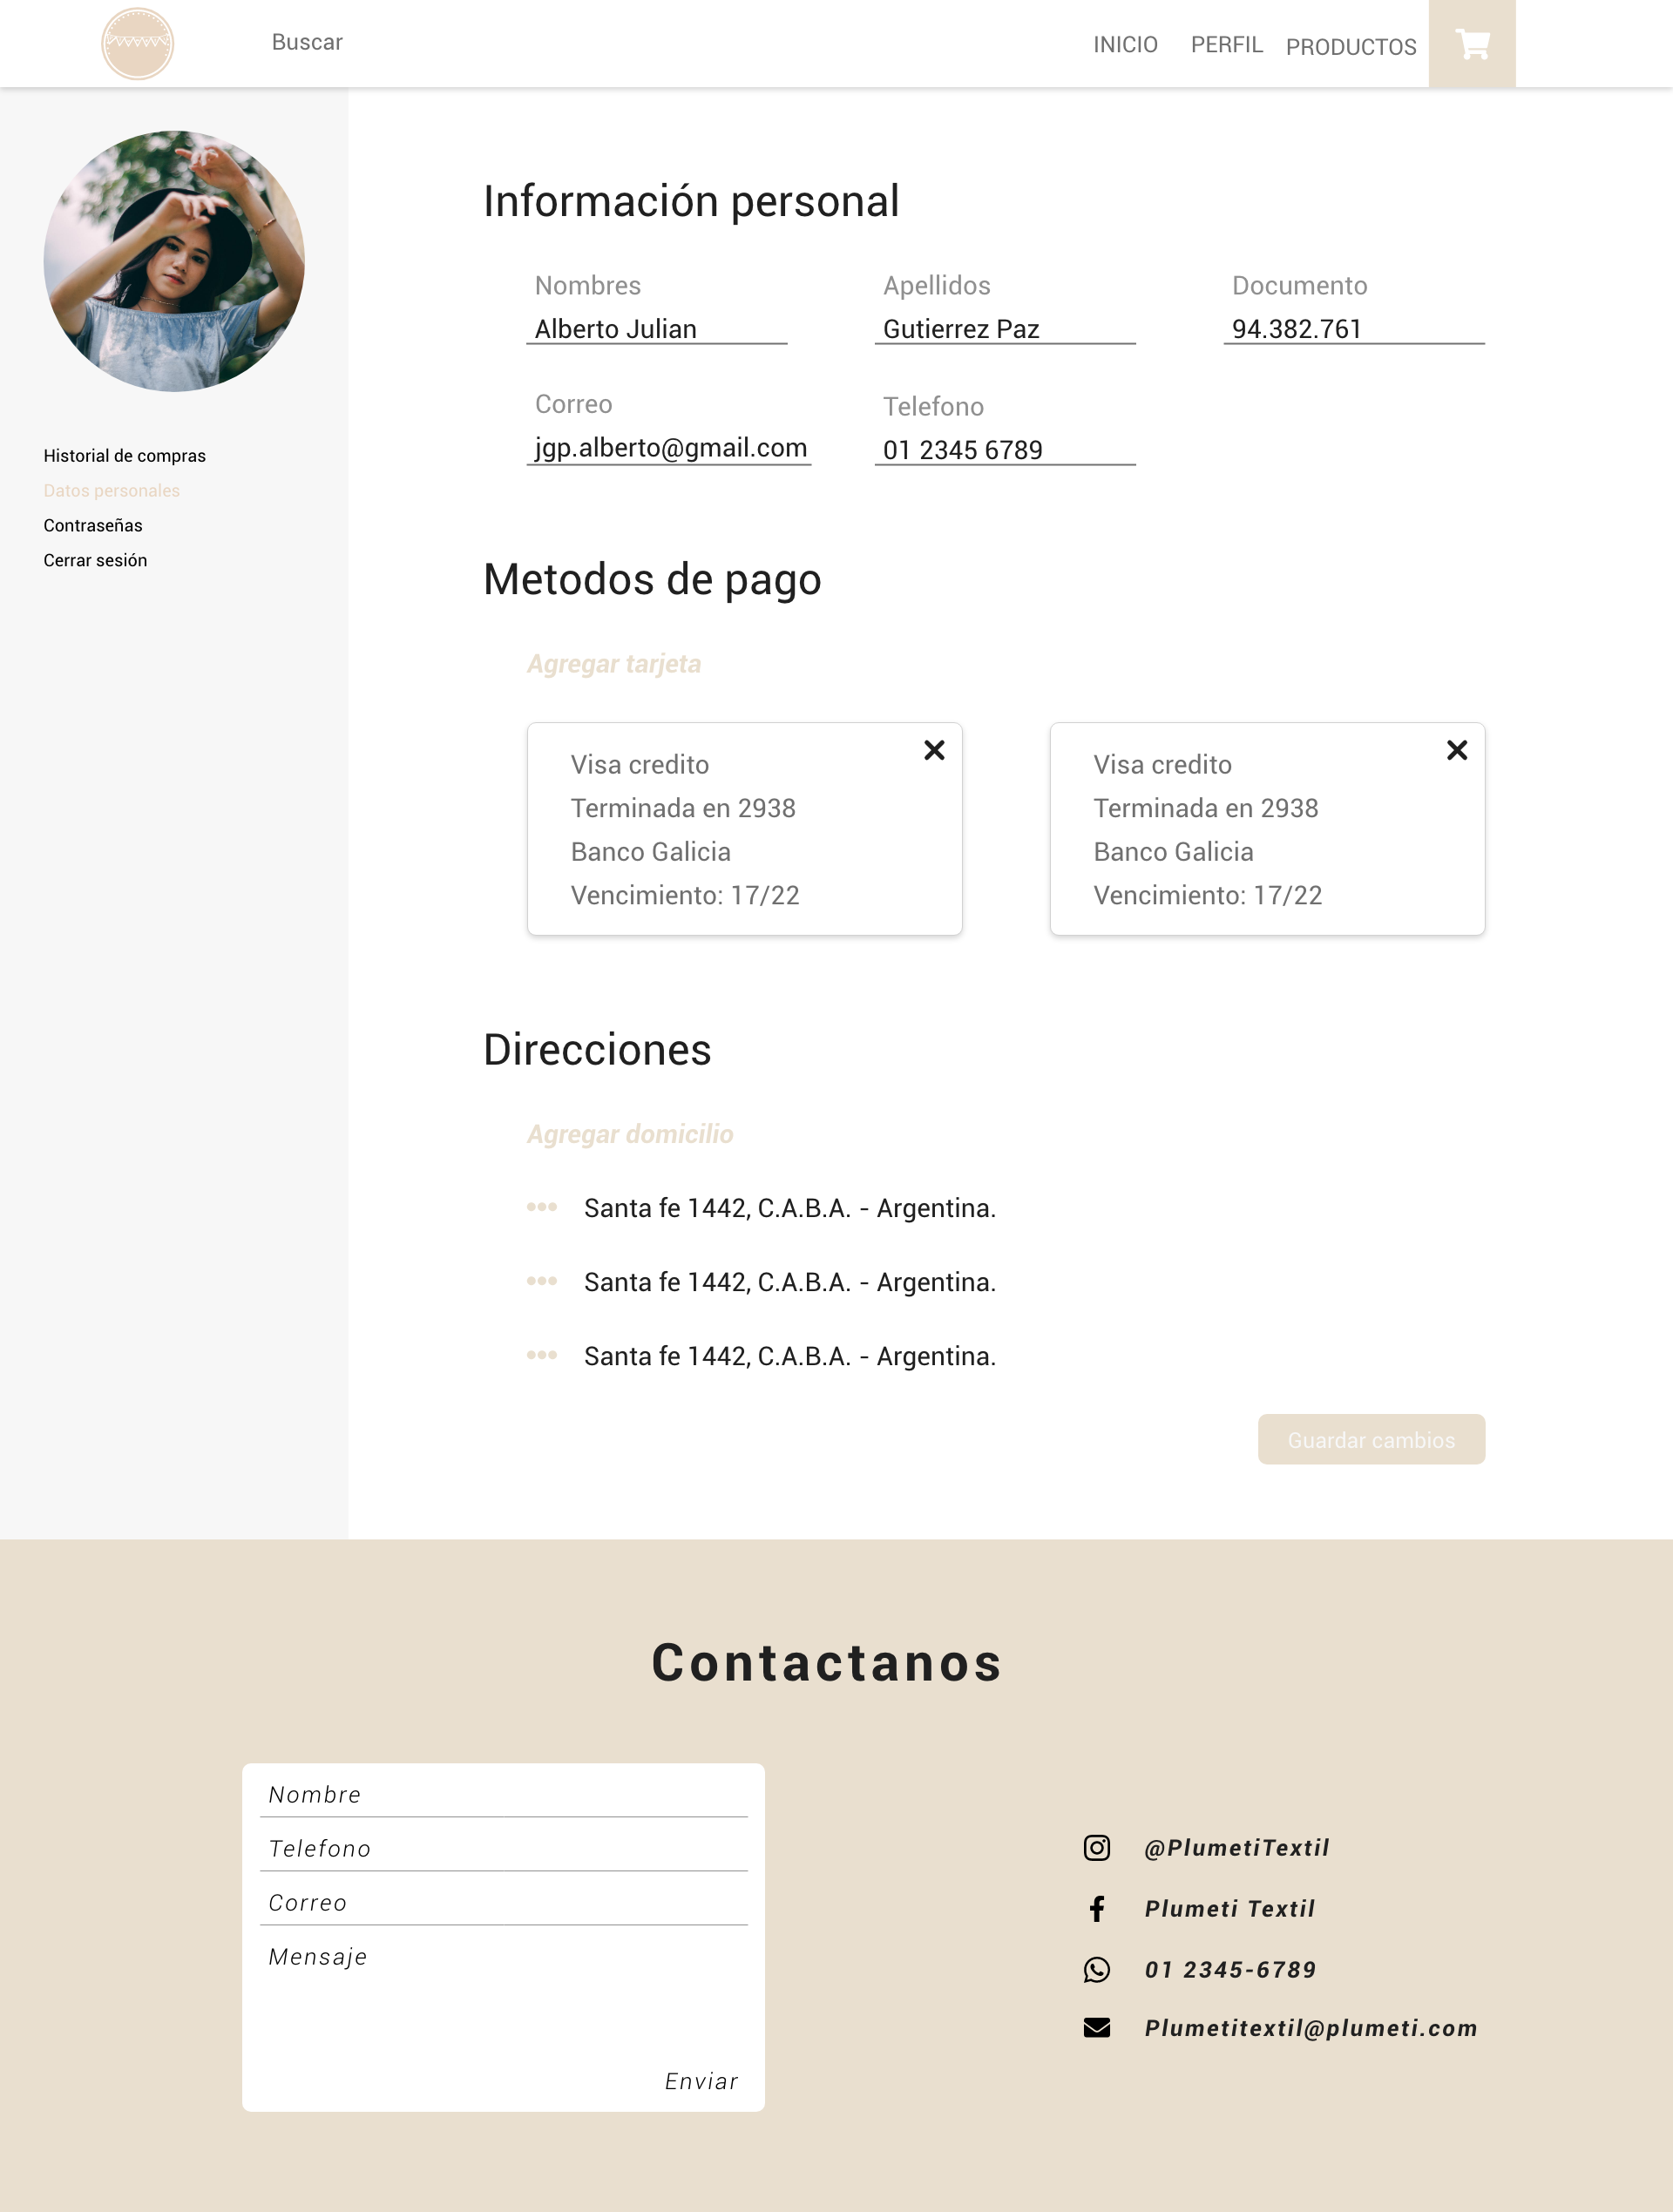 Buscar
INICIO PERFIL PRODUCTOS
Historial de compras
Datos personales
Contraseñas
Cerrar sesión
Información personal
Nombres Apellidos Documento
Alberto Julian Gutierrez Paz 94.382.761
Correo Telefono
jgp.alberto@gmail.com 01 2345 6789
Metodos de pago
Agregar tarjeta
Visa credito
Terminada en 2938
Banco Galicia
Vencimiento: 17/22
Visa credito
Terminada en 2938
Banco Galicia
Vencimiento: 17/22
Direcciones
Agregar domicilio
Santa fe 1442, C.A.B.A. - Argentina.
Santa fe 1442, C.A.B.A. - Argentina.
Santa fe 1442, C.A.B.A. - Argentina.
Guardar cambios
Contactanos
Nombre
Telefono
Correo
Mensaje
Enviar
@PlumetiTextil
Plumeti Textil
01 2345-6789
Plumetitextil@plumeti.com